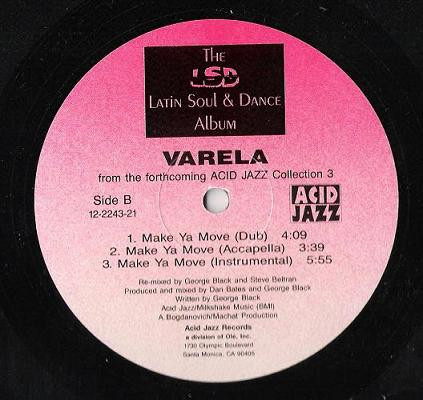 THE
LSD
LATIN SOUL & DANCE
ALBUM
VARELA
from the forthcoming ACID JAZZ Collection 3
Side B
12-2243-21
ACID
JAZZ
1. Make Ya Move (Dub) 4:09
2. Make Ya Move (Accapella) 3:39
3. Make Ya Move (Instrumental) 5:55
Re-mixed by George Black and Steve Beltran
Produced and mixed by Dan Bates and George Black
Written by George Black
Acid Jazz/Milkshake Music (BMI)
A Bogdanovich/Machat Production
Acid Jazz Records
a division of Ole, Inc.
1730 Olympic Boulevard
Santa Monica, CA 90405